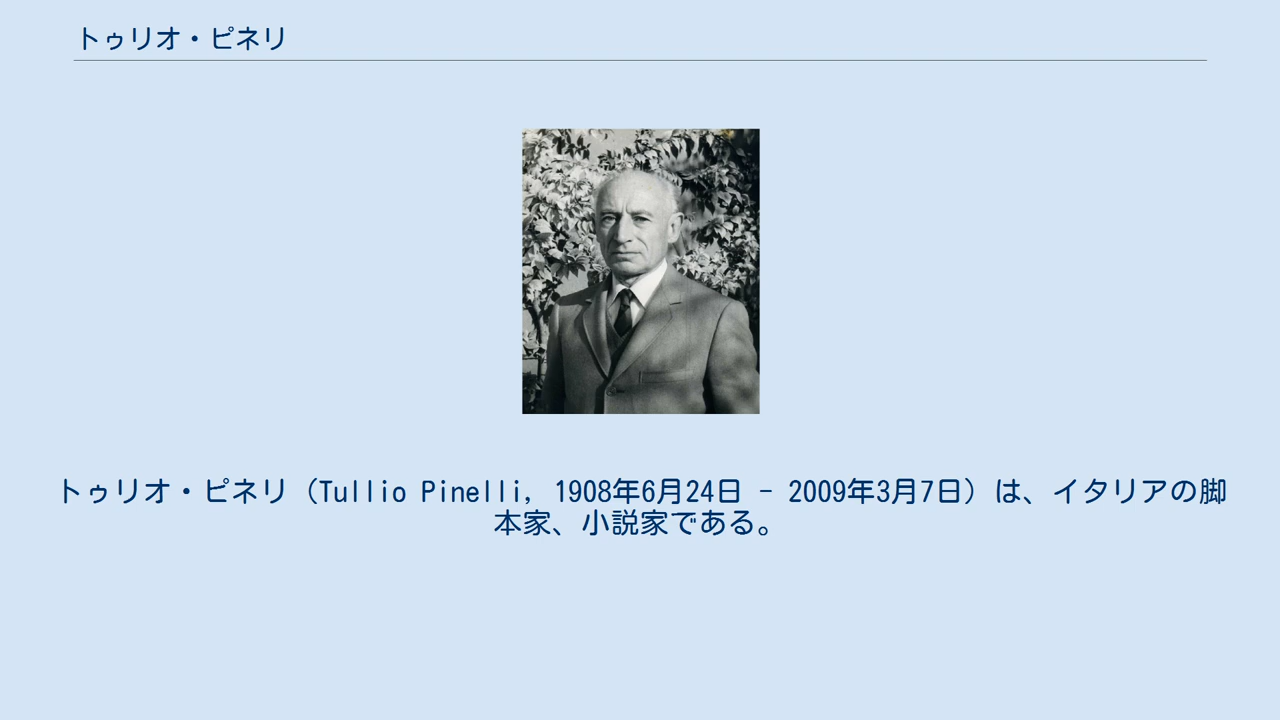 トゥリオ・ピネリ
トゥリオ・ピネリ（Tullio Pinelli, 1908年6月24日 - 2009年3月7日）は、イタリアの脚
本家、小説家である。